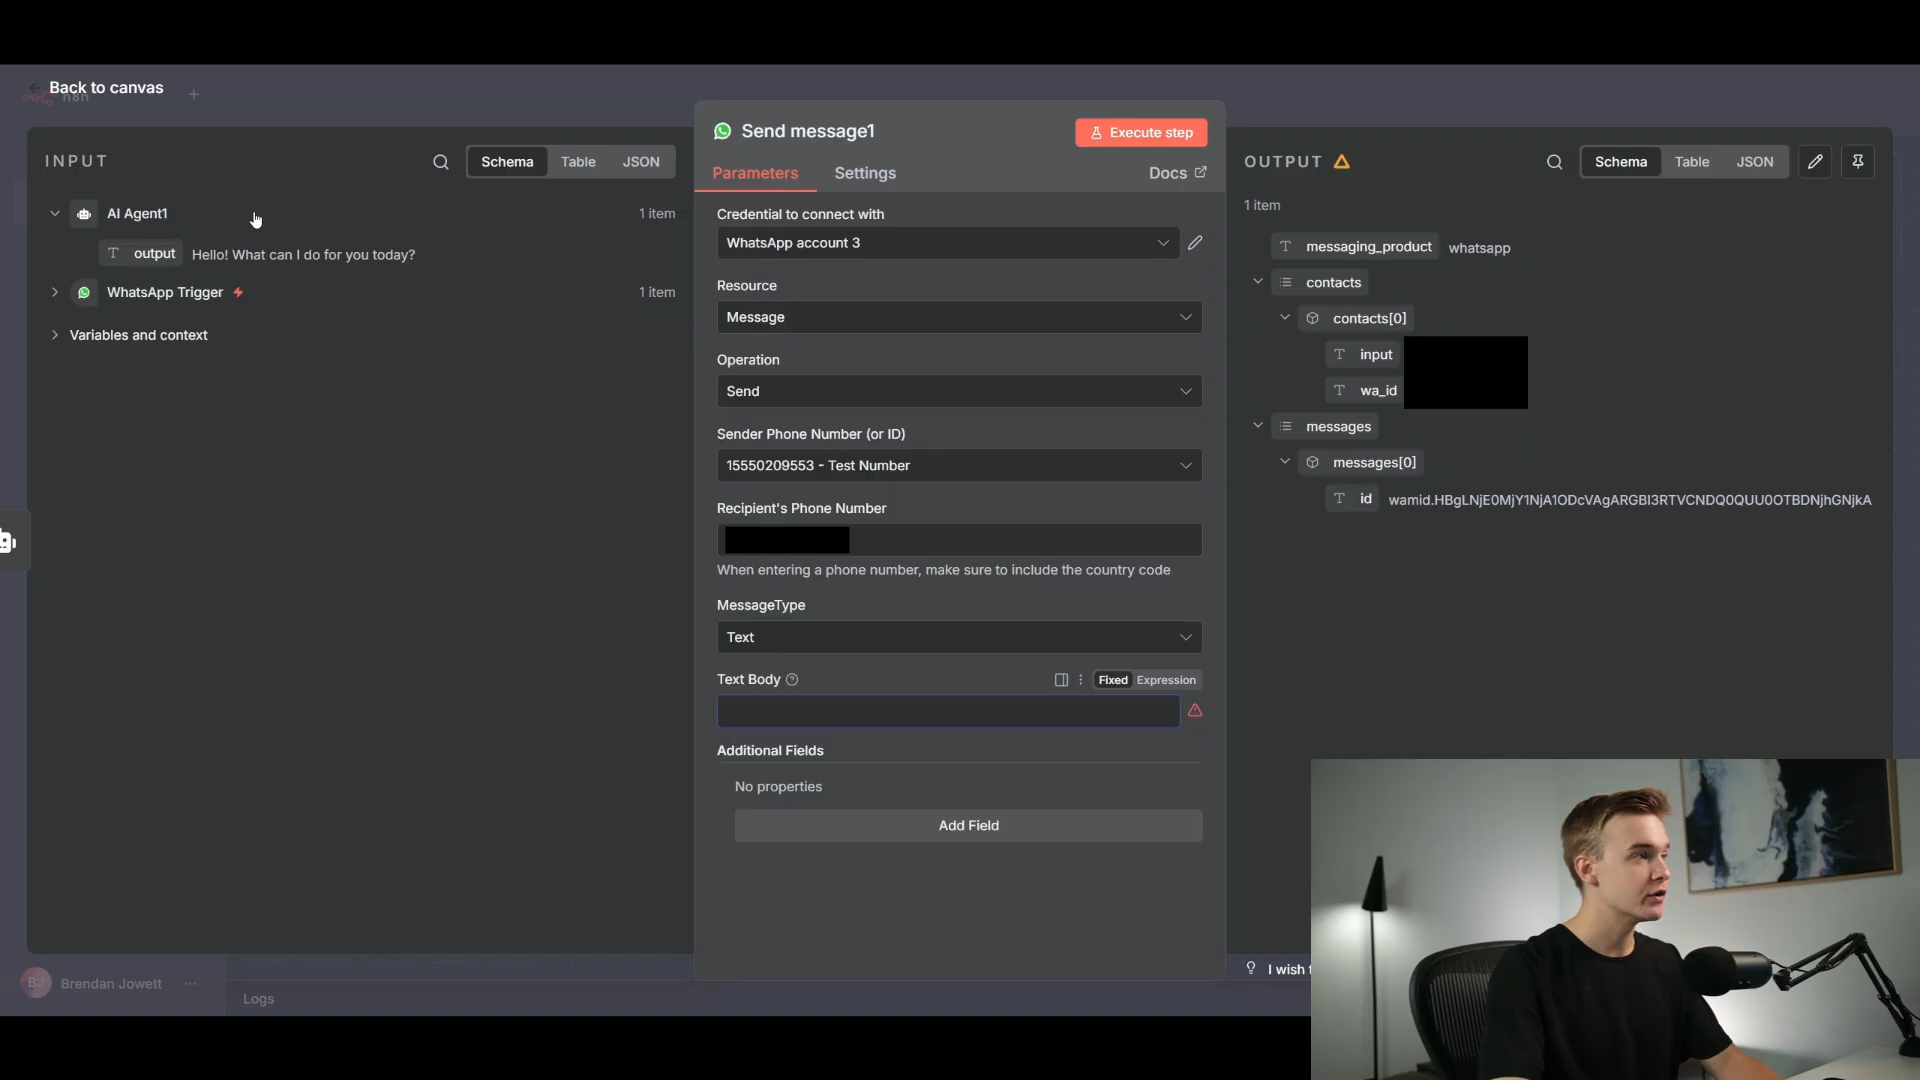 Back to canvas
n8n
INPUT
Schema
Table
JSON
AI Agent1
1 item
output
Hello! What can I do for you today?
WhatsApp Trigger
1 item
Variables and context
Send message1
Execute step
Parameters
Settings
Docs
Credential to connect with
WhatsApp account 3
Resource
Message
Operation
Send
Sender Phone Number (or ID)
15550209553 - Test Number
Recipient's Phone Number
When entering a phone number, make sure to include the country code
MessageType
Text
Text Body
Fixed
Expression
Additional Fields
No properties
Add Field
OUTPUT
Schema
Table
JSON
1 item
messaging_product
whatsapp
contacts
contacts[0]
input
wa_id
messages
messages[0]
id
wamid.HBgLNjE0MjY1NjA1ODcVAgARGBI3RTVCNDQ0QUU0OTBDNjhGNjkA
I wish
BJ
Brendan Jowett
Logs